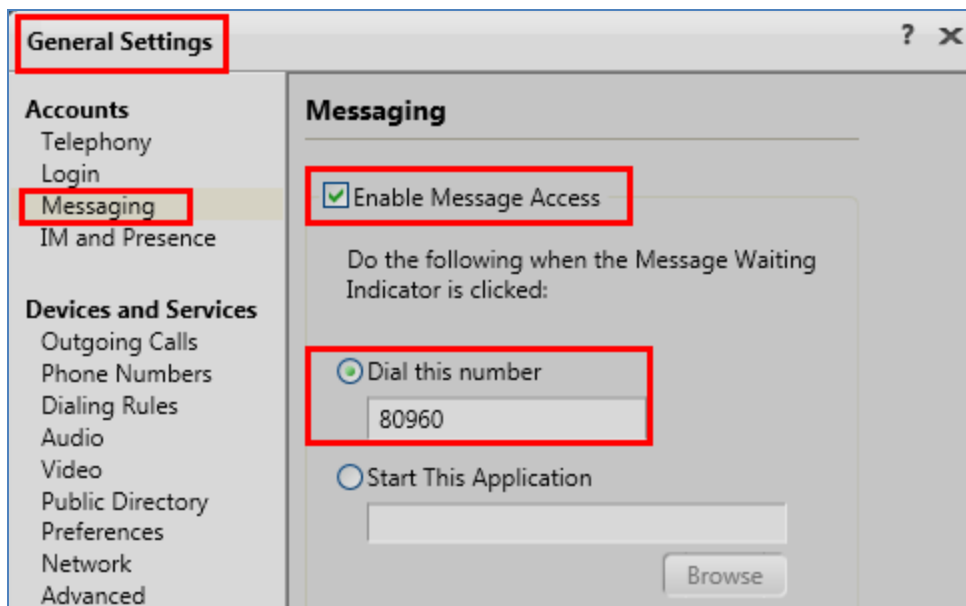 General Settings
? X
Accounts
Telephony
Login
Messaging
IM and Presence
Devices and Services
Outgoing Calls
Phone Numbers
Dialing Rules
Audio
Video
Public Directory
Preferences
Network
Advanced
Messaging
Enable Message Access
Do the following when the Message Waiting
Indicator is clicked:
Dial this number
80960
Start This Application
Browse